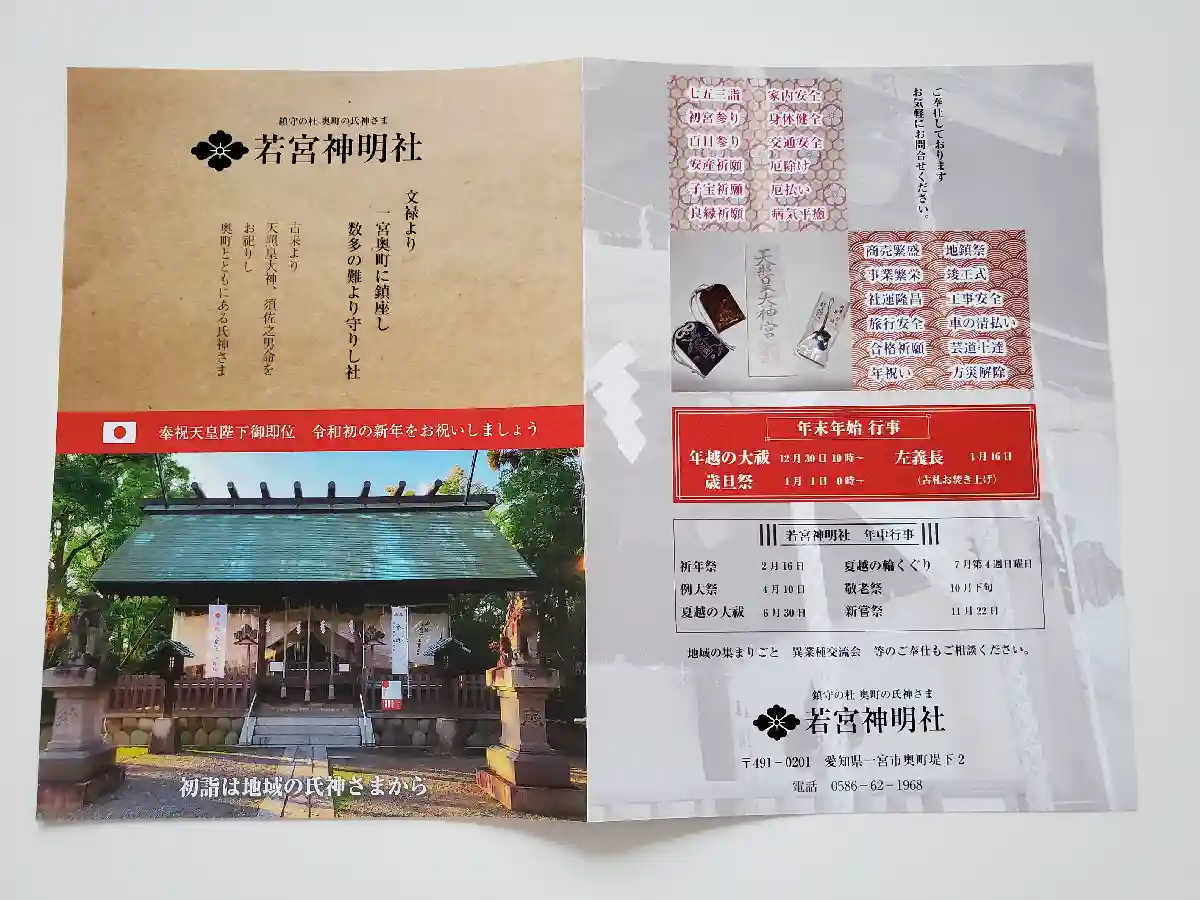 鎮守の杜 奥町の氏神さま
若宮神明社
文禄より
一宮奥町に鎮座し
数多の難より守りし社
古来より
天照皇大神、須佐之男命を
お祀りし
奥町とともにある氏神さま
奉祝天皇陛下御即位 令和初の新年をお祝いしましょう
初詣は地域の氏神さまから
ご奉仕しております
お気軽にお問合せください。
七五三詣 家内安全
初宮参り 身体健全
百日参り 交通安全
安産祈願 厄除け
子宝祈願 厄払い
良縁祈願 病気平癒
天照皇大神宮
商売繁盛 地鎮祭
事業繁栄 竣工式
社運隆昌 工事安全
旅行安全 車の清払い
合格祈願 芸道上達
年祝い 方災解除
年末年始 行事
年越の大祓 12月30日10時〜 左義長 1月16日
歳旦祭 1月 1日 0時〜 (古札お焚き上げ)
若宮神明社 年中行事
祈年祭 2月16日 夏越の輪くぐり 7月第4週日曜日
例大祭 4月10日 敬老祭 10月下旬
夏越の大祓 6月30日 新嘗祭 11月22日
地域の集まりごと 異業種交流会 等のご奉仕もご相談ください。
鎮守の杜 奥町の氏神さま
若宮神明社
〒491-0201 愛知県一宮市奥町堤下2
電話 0586-62-1968